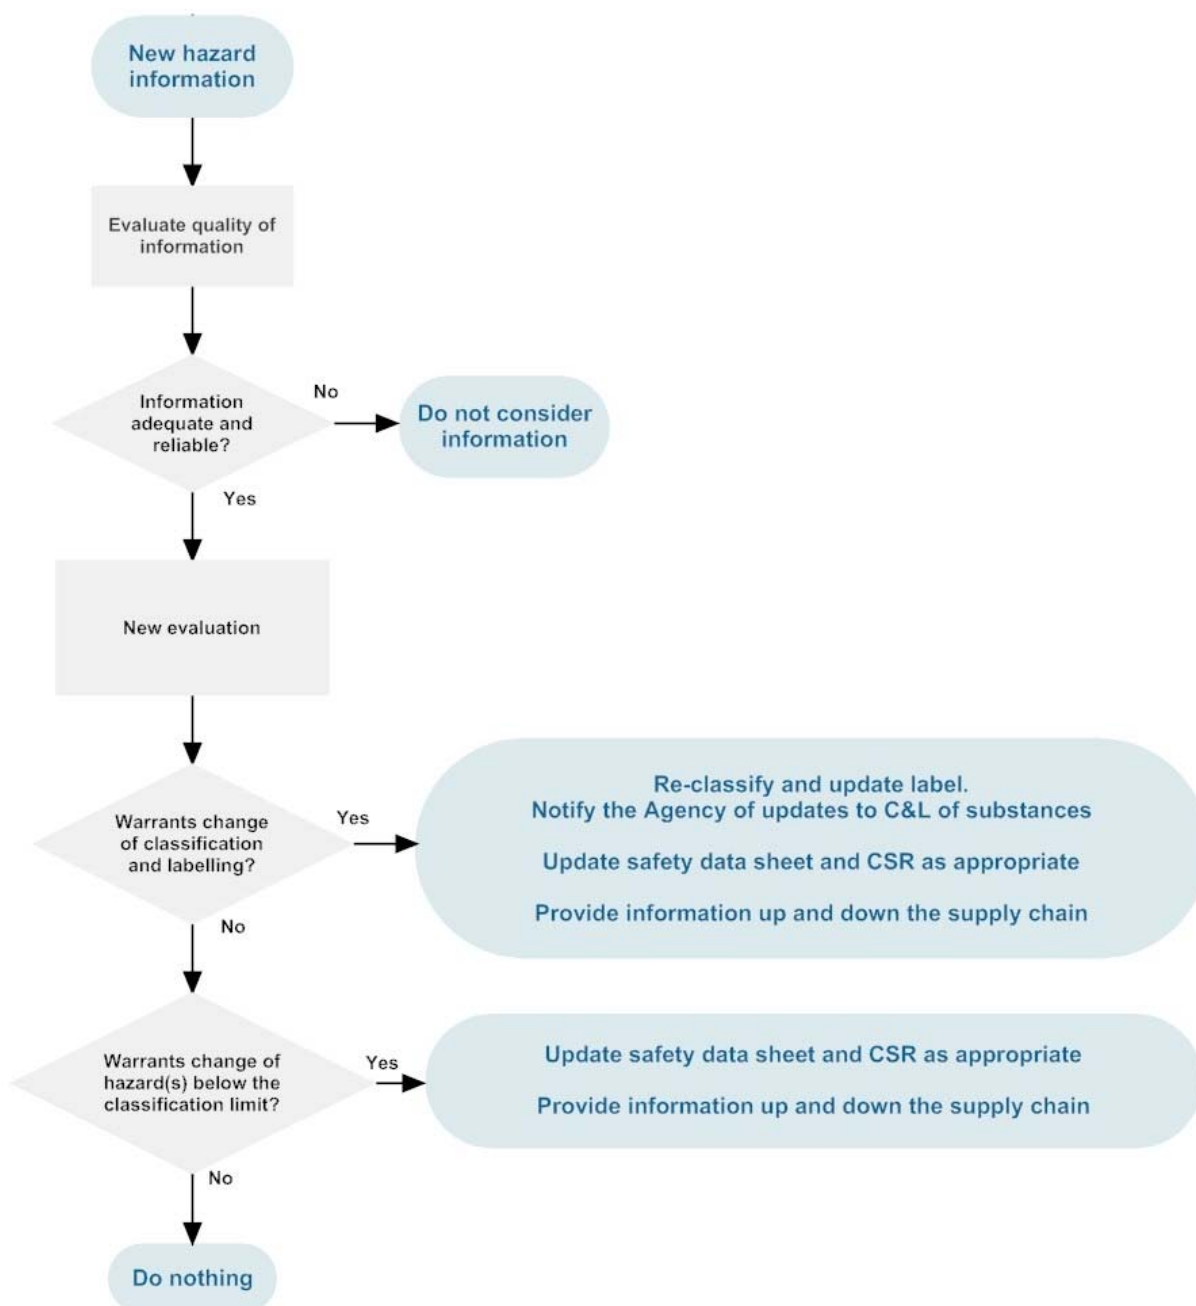 New hazard
information
Evaluate quality of
information
Information
adequate and
reliable?
No
Do not consider
information
Yes
New evaluation
Warrants change
of classification
and labelling?
Yes
Re-classify and update label.
Notify the Agency of updates to C&L of substances
Update safety data sheet and CSR as appropriate
Provide information up and down the supply chain
No
Warrants change of
hazard(s) below the
classification limit?
Yes
Update safety data sheet and CSR as appropriate
Provide information up and down the supply chain
No
Do nothing